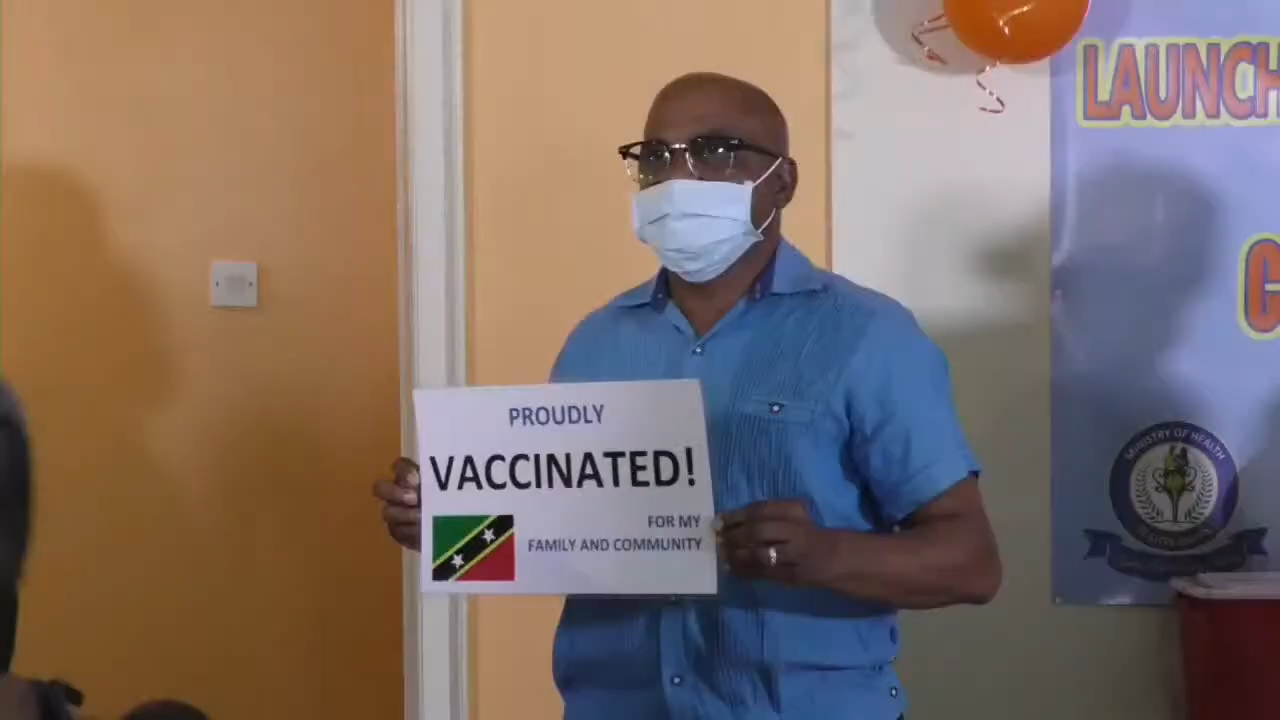 LAUNCH
PROUDLY
VACCINATED!
FOR MY
FAMILY AND COMMUNITY
MINISTRY OF HEALTH